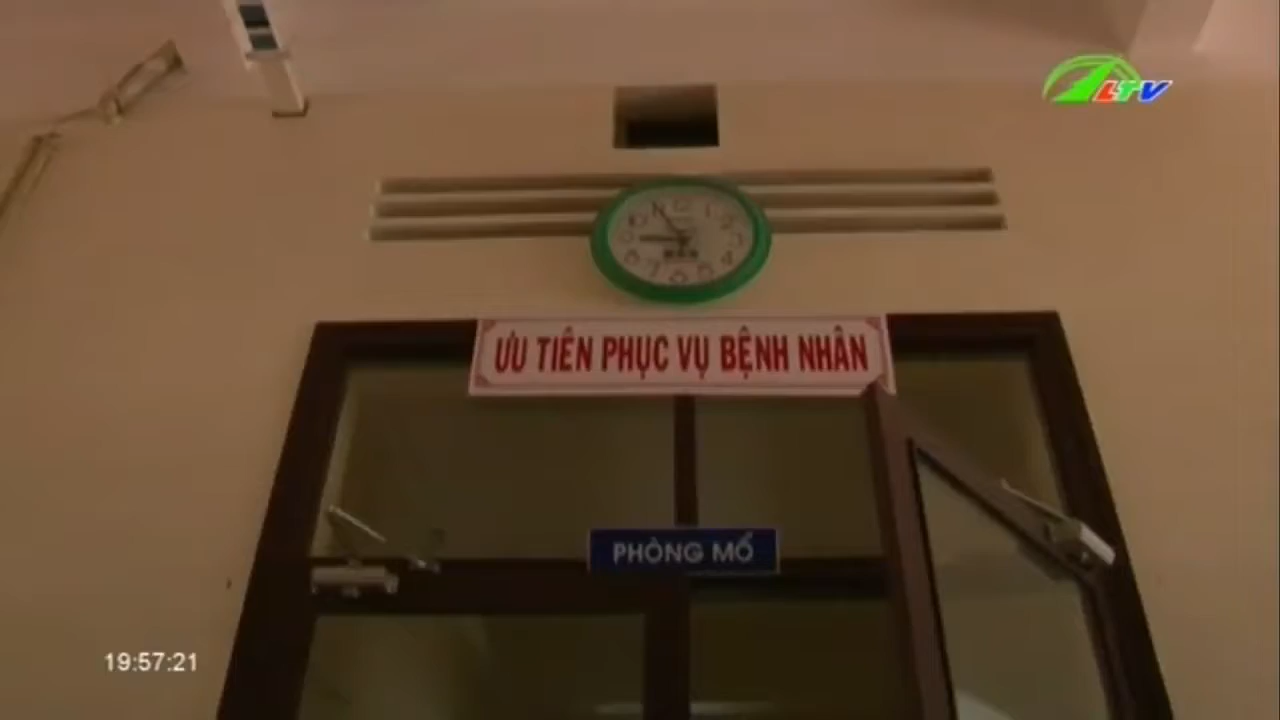 LTV
ƯU TIÊN PHỤC VỤ BỆNH NHÂN
PHÒNG MỔ
19:57:21